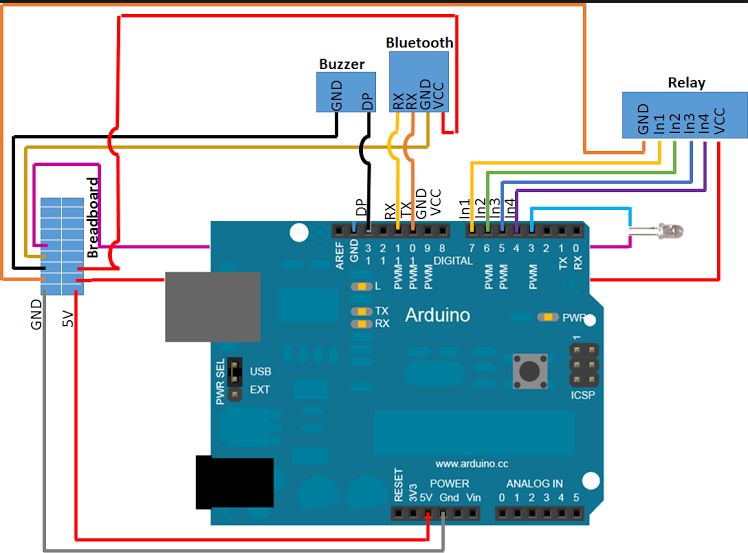 Bluetooth
Buzzer
Relay
GND
DP
RX
RX
GND
VCC
GND
In1
In2
In3
In4
VCC
Breadboard
DP
RX
TX
GND
VCC
In1
In2
In3
In4
AREF
GND
13
12
11
10
9
8
7
6
5
4
3
2
1
0
PWM
PWM
PWM
DIGITAL
PWM
PWM
PWM
TX
RX
L
TX
RX
Arduino
PWR
1
ICSP
GND
5V
PWR SEL
USB
EXT
www.arduino.cc
POWER
ANALOG IN
RESET
3V3
5V
Gnd
Vin
0
1
2
3
4
5